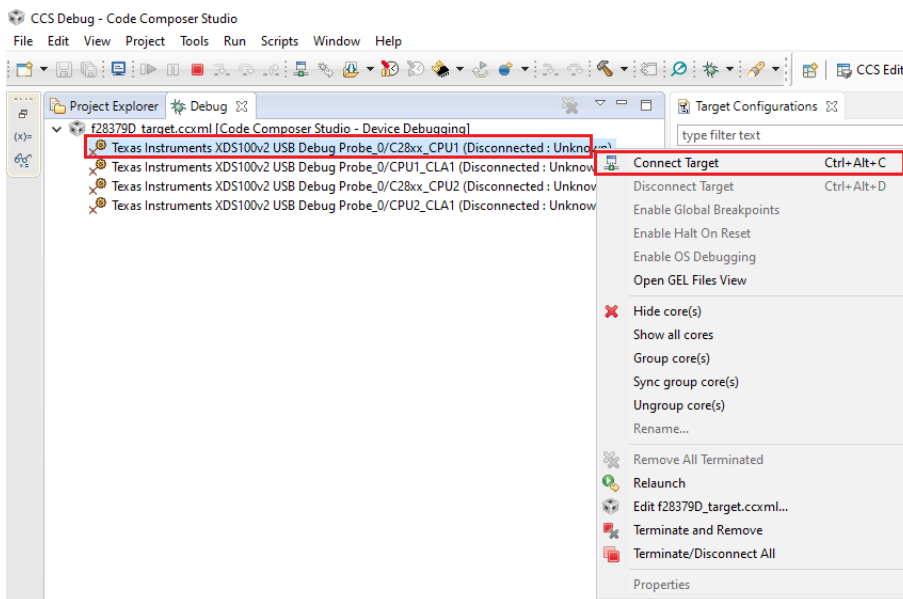 CCS Debug - Code Composer Studio
File Edit View Project Tools Run Scripts Window Help
CCS Edit
Project Explorer Debug Target Configurations
(x)=
f28379D_target.ccxml [Code Composer Studio - Device Debugging]
type filter text
Texas Instruments XDS100v2 USB Debug Probe_0/C28xx_CPU1 (Disconnected : Unknown)
Texas Instruments XDS100v2 USB Debug Probe_0/CPU1_CLA1 (Disconnected : Unknow
Texas Instruments XDS100v2 USB Debug Probe_0/C28xx_CPU2 (Disconnected : Unknow
Texas Instruments XDS100v2 USB Debug Probe_0/CPU2_CLA1 (Disconnected : Unknow
Connect Target Ctrl+Alt+C
Disconnect Target Ctrl+Alt+D
Enable Global Breakpoints
Enable Halt On Reset
Enable OS Debugging
Open GEL Files View
Hide core(s)
Show all cores
Group core(s)
Sync group core(s)
Ungroup core(s)
Rename...
Remove All Terminated
Relaunch
Edit f28379D_target.ccxml...
Terminate and Remove
Terminate/Disconnect All
Properties